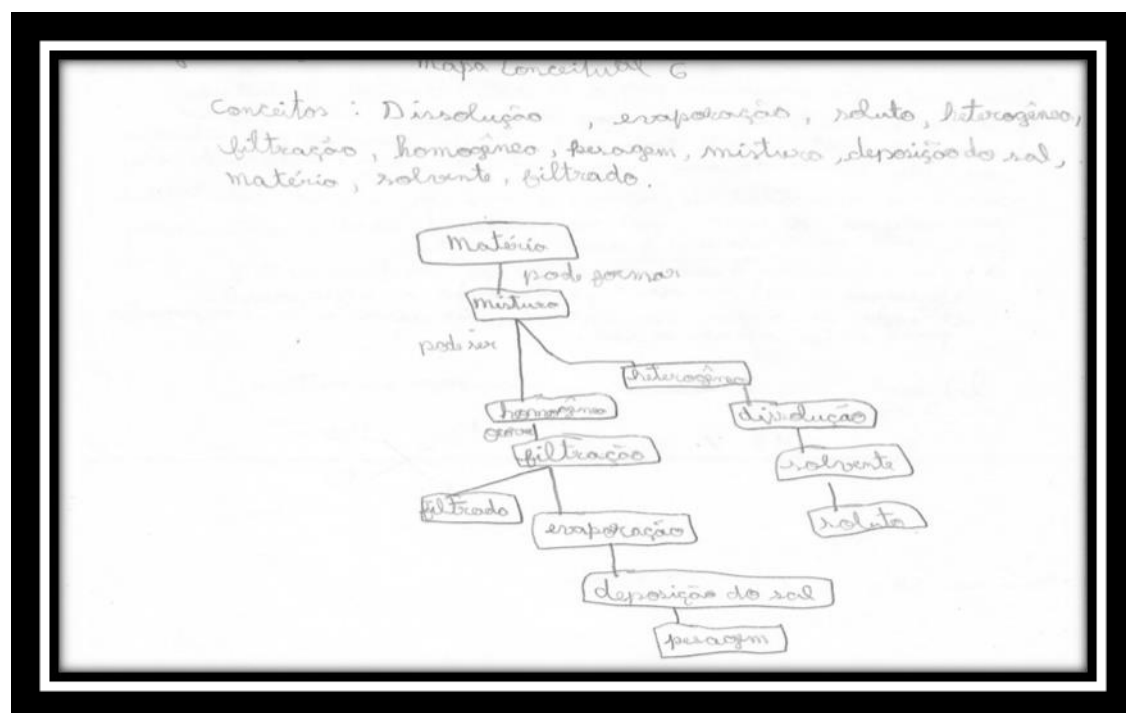 Mapa Conceitual 6
Conceitos : Dissolução , evaporação, soluto, heterogêneo,
filtração, homogêneo, pesagem, mistura, deposição do sal,
matéria, solvente, filtrado.
Matéria
pode formar
mistura
pode ser
heterogêneo
homogêneo
dissolução
filtração
solvente
filtrado
evaporação
soluto
deposição do sal
pesagem